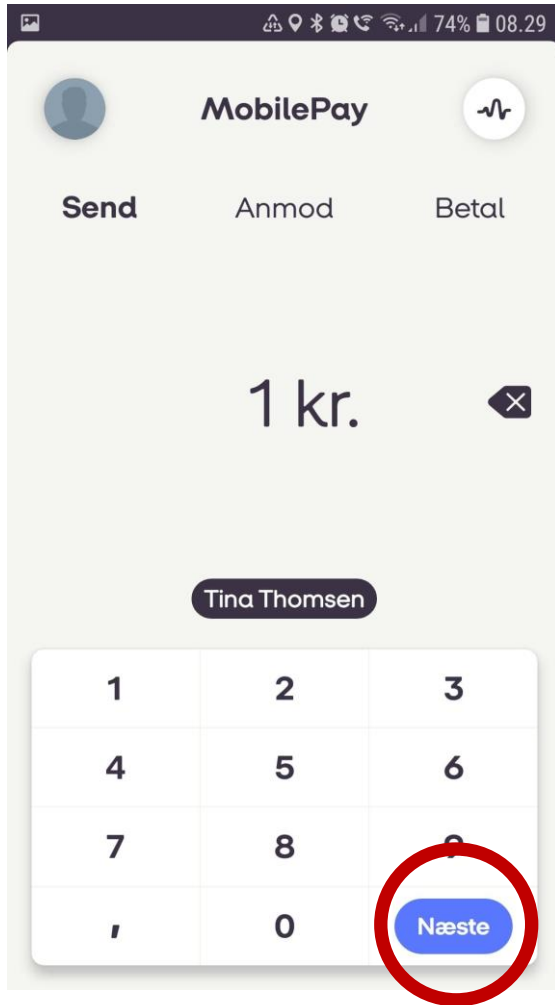 74% 08.29
MobilePay
Send Anmod Betal
1 kr.
Tina Thomsen
1 2 3
4 5 6
7 8 9
, 0 Næste